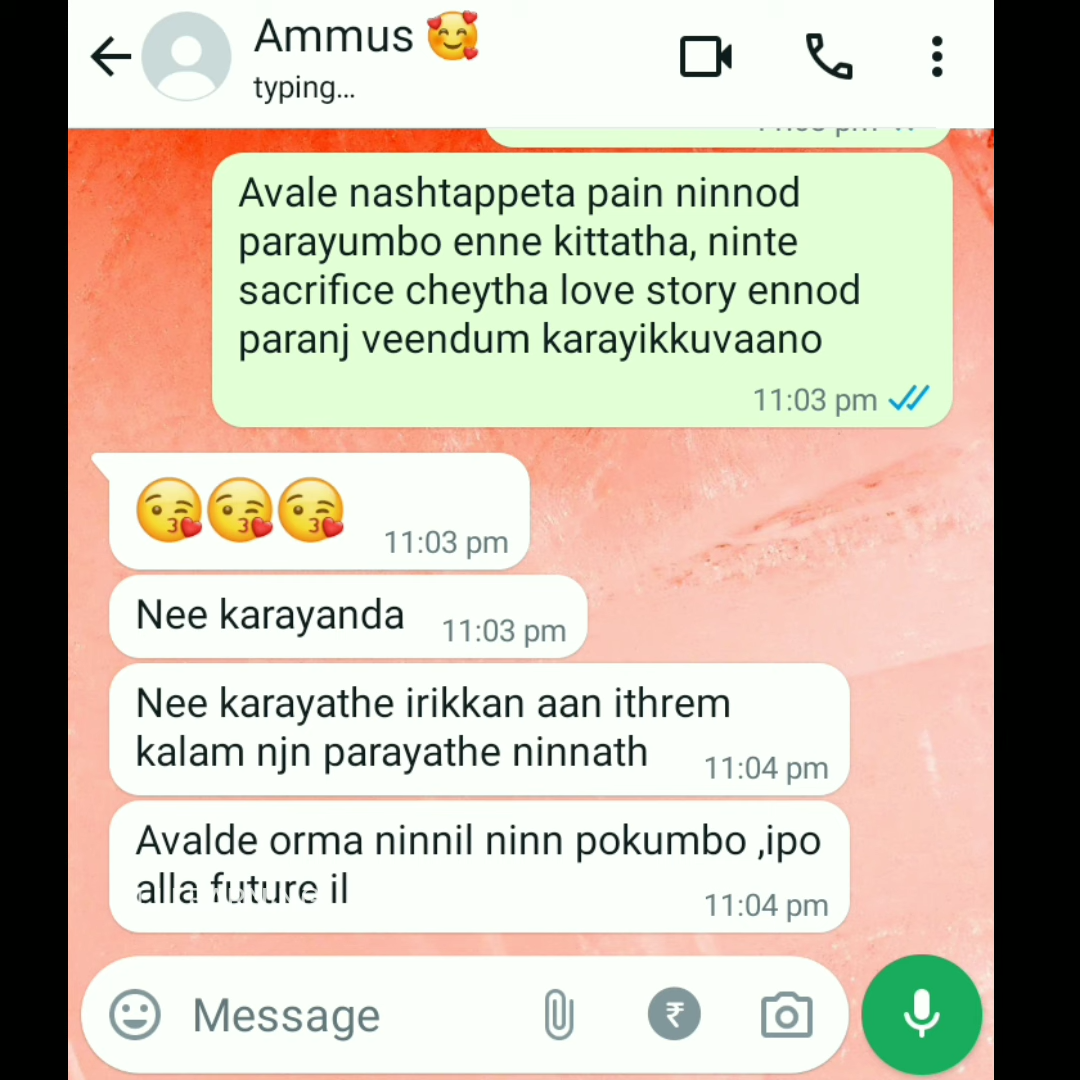 Ammus 🥰
typing...
Avale nashtappeta pain ninnod
parayumbo enne kittatha, ninte
sacrifice cheytha love story ennod
paranj veendum karayikkuvaano
11:03 pm
😘😘😘 11:03 pm
Nee karayanda 11:03 pm
Nee karayathe irikkan aan ithrem
kalam njn parayathe ninnath 11:04 pm
Avalde orma ninnil ninn pokumbo ,ipo
alla future il 11:04 pm
Message